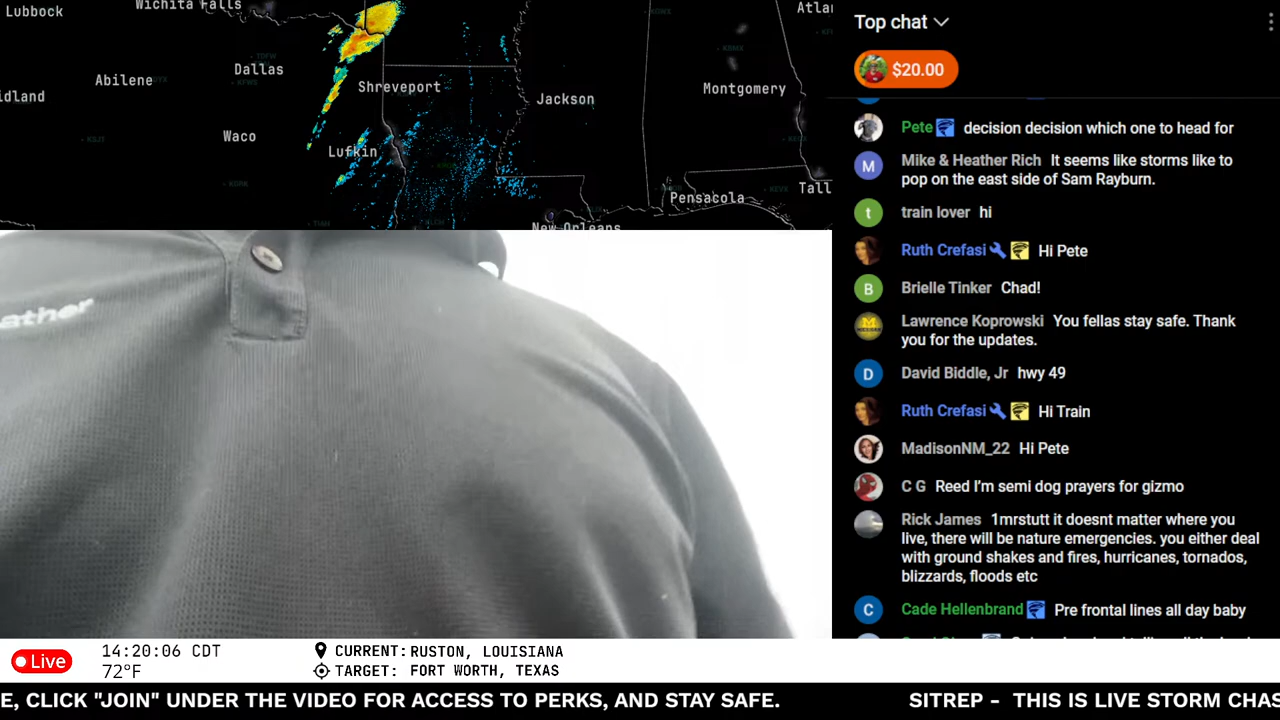 Lubbock
Wichita Falls
Abilene
Dallas
Shreveport
Jackson
Montgomery
Waco
Lufkin
Pensacola
New Orleans
ather
Top chat
$20.00
Pete decision decision which one to head for
Mike & Heather Rich It seems like storms like to
pop on the east side of Sam Rayburn.
t train lover hi
Ruth Crefasi Hi Pete
B Brielle Tinker Chad!
Lawrence Koprowski You fellas stay safe. Thank
you for the updates.
D David Biddle, Jr hwy 49
Ruth Crefasi Hi Train
MadisonNM_22 Hi Pete
C G Reed I'm semi dog prayers for gizmo
Rick James 1mrstutt it doesnt matter where you
live, there will be nature emergencies. you either deal
with ground shakes and fires, hurricanes, tornados,
blizzards, floods etc
C Cade Hellenbrand Pre frontal lines all day baby
Live
14:20:06 CDT
72°F
CURRENT: RUSTON, LOUISIANA
TARGET: FORT WORTH, TEXAS
E, CLICK "JOIN" UNDER THE VIDEO FOR ACCESS TO PERKS, AND STAY SAFE. SITREP - THIS IS LIVE STORM CHAS